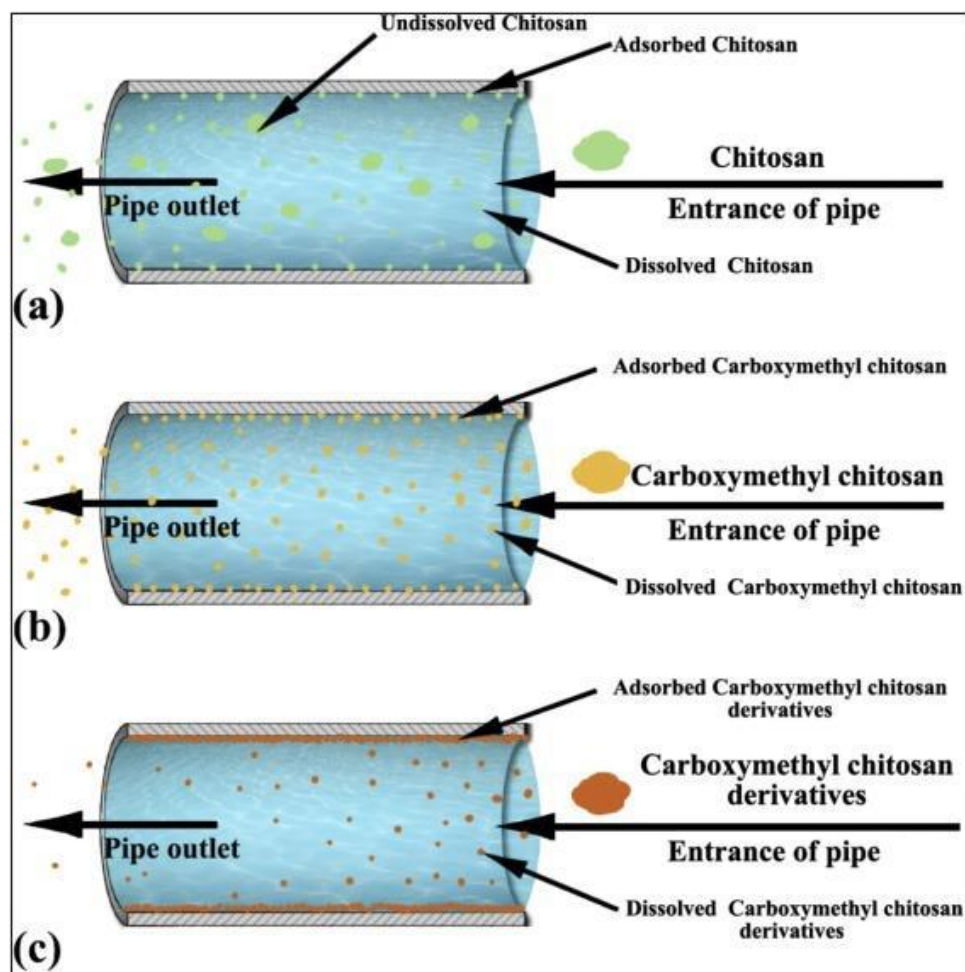 Undissolved Chitosan
Adsorbed Chitosan
Chitosan
Pipe outlet
Entrance of pipe
Dissolved Chitosan
(a)
Adsorbed Carboxymethyl chitosan
Carboxymethyl chitosan
Pipe outlet
Entrance of pipe
Dissolved Carboxymethyl chitosan
(b)
Adsorbed Carboxymethyl chitosan
derivatives
Carboxymethyl chitosan
derivatives
Pipe outlet
Entrance of pipe
Dissolved Carboxymethyl chitosan
derivatives
(c)